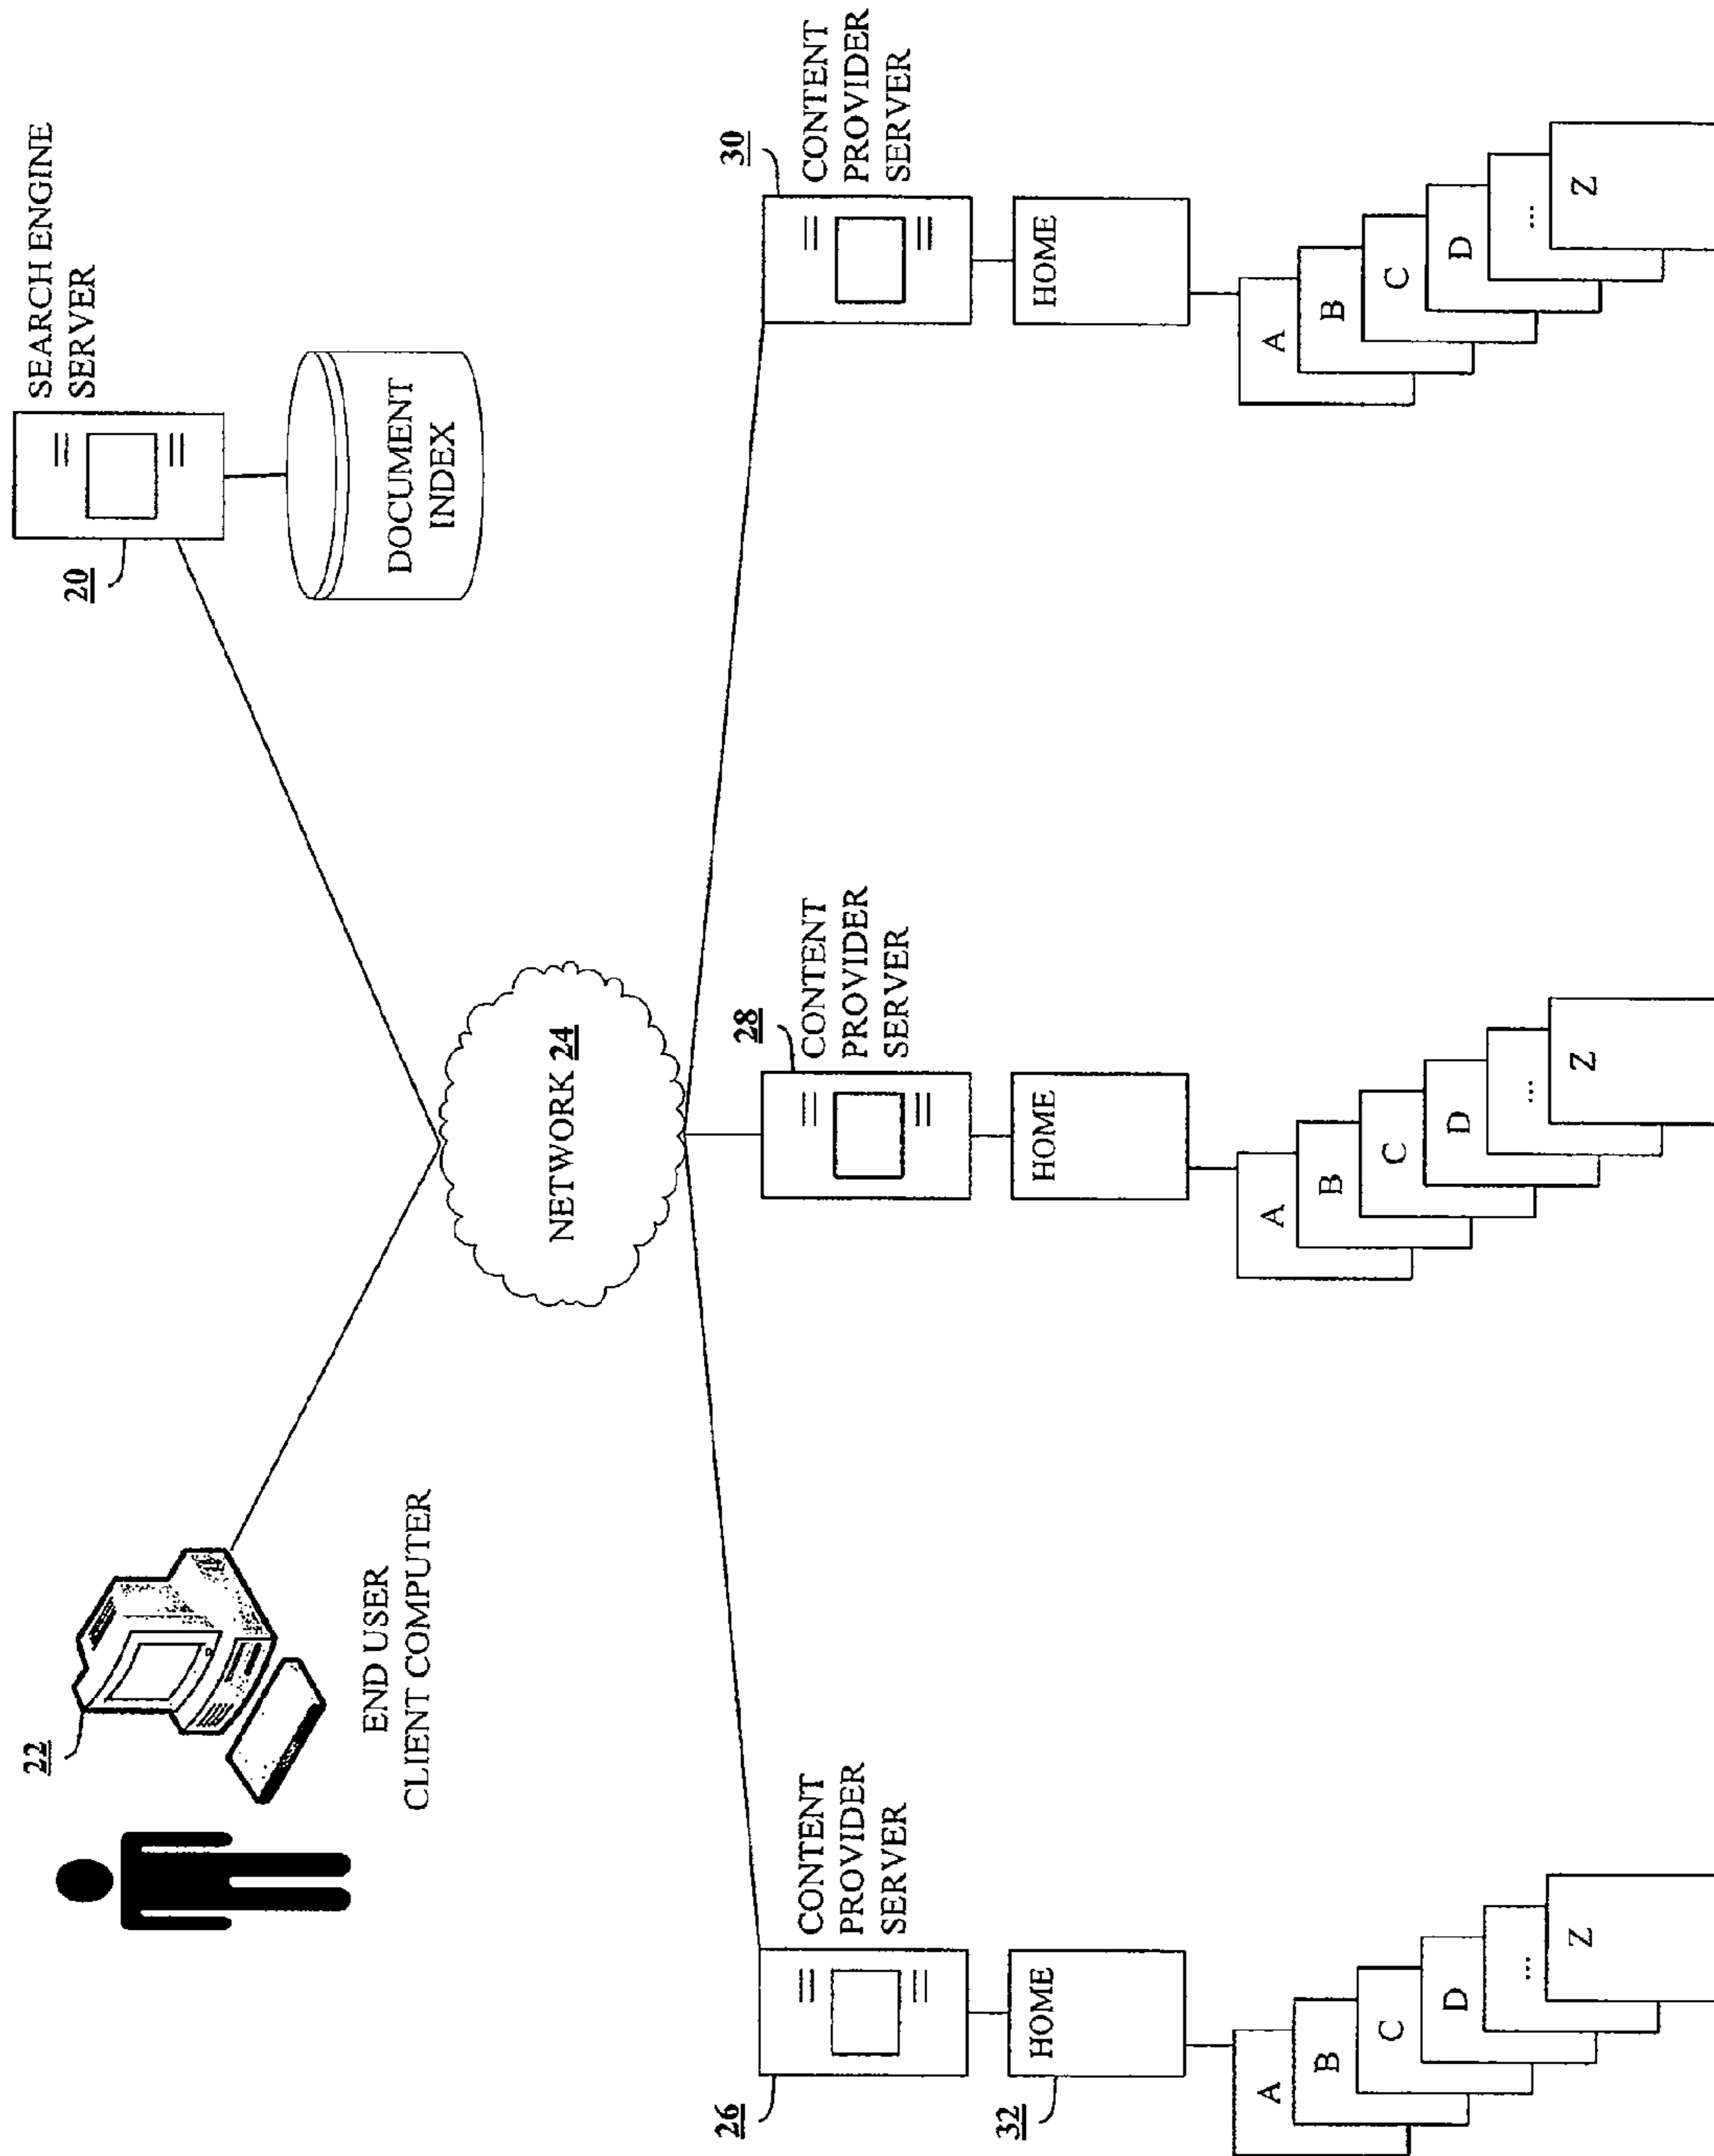 22
END USER
CLIENT COMPUTER
20
SEARCH ENGINE
SERVER
DOCUMENT
INDEX
NETWORK 24
26
CONTENT
PROVIDER
SERVER
32
HOME
A
B
C
D
...
Z
28
CONTENT
PROVIDER
SERVER
HOME
A
B
C
D
...
Z
30
CONTENT
PROVIDER
SERVER
HOME
A
B
C
D
...
Z